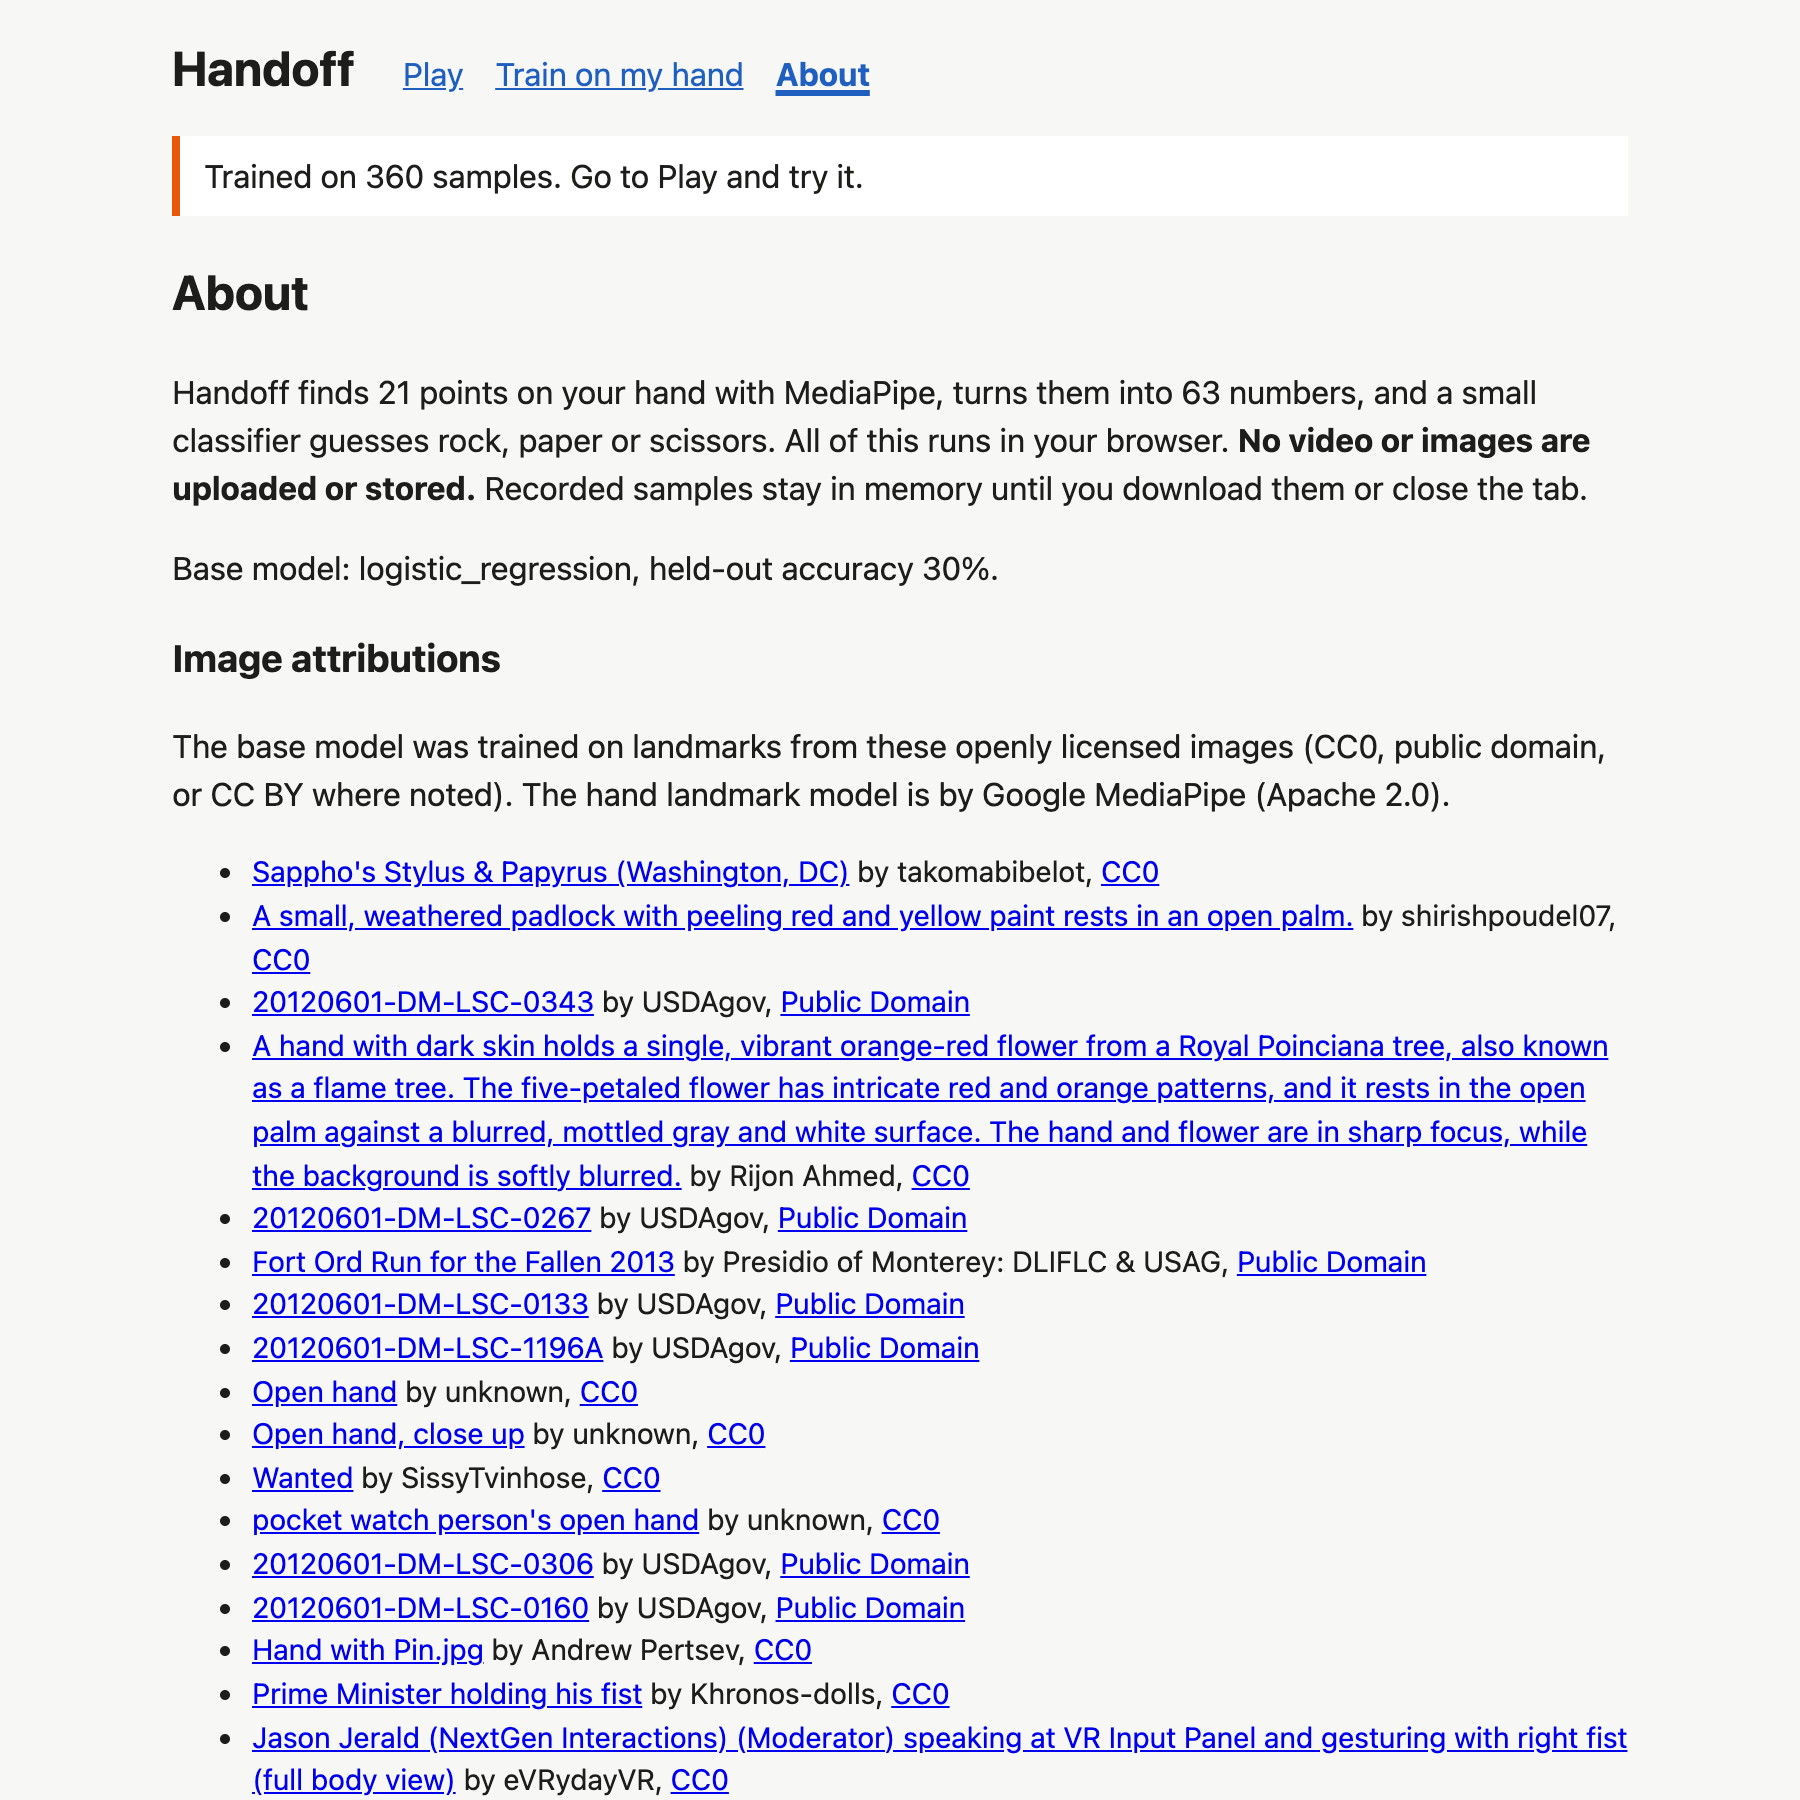 Handoff Play Train on my hand About
Trained on 360 samples. Go to Play and try it.
About
Handoff finds 21 points on your hand with MediaPipe, turns them into 63 numbers, and a small
classifier guesses rock, paper or scissors. All of this runs in your browser. No video or images are
uploaded or stored. Recorded samples stay in memory until you download them or close the tab.
Base model: logistic_regression, held-out accuracy 30%.
Image attributions
The base model was trained on landmarks from these openly licensed images (CC0, public domain,
or CC BY where noted). The hand landmark model is by Google MediaPipe (Apache 2.0).
• Sappho's Stylus & Papyrus (Washington, DC) by takomabibelot, CC0
• A small, weathered padlock with peeling red and yellow paint rests in an open palm. by shirishpoudel07,
CC0
• 20120601-DM-LSC-0343 by USDAgov, Public Domain
• A hand with dark skin holds a single, vibrant orange-red flower from a Royal Poinciana tree, also known
as a flame tree. The five-petaled flower has intricate red and orange patterns, and it rests in the open
palm against a blurred, mottled gray and white surface. The hand and flower are in sharp focus, while
the background is softly blurred. by Rijon Ahmed, CC0
• 20120601-DM-LSC-0267 by USDAgov, Public Domain
• Fort Ord Run for the Fallen 2013 by Presidio of Monterey: DLIFLC & USAG, Public Domain
• 20120601-DM-LSC-0133 by USDAgov, Public Domain
• 20120601-DM-LSC-1196A by USDAgov, Public Domain
• Open hand by unknown, CC0
• Open hand, close up by unknown, CC0
• Wanted by SissyTvinhose, CC0
• pocket watch person's open hand by unknown, CC0
• 20120601-DM-LSC-0306 by USDAgov, Public Domain
• 20120601-DM-LSC-0160 by USDAgov, Public Domain
• Hand with Pin.jpg by Andrew Pertsev, CC0
• Prime Minister holding his fist by Khronos-dolls, CC0
• Jason Jerald (NextGen Interactions) (Moderator) speaking at VR Input Panel and gesturing with right fist
(full body view) by eVRydayVR, CC0